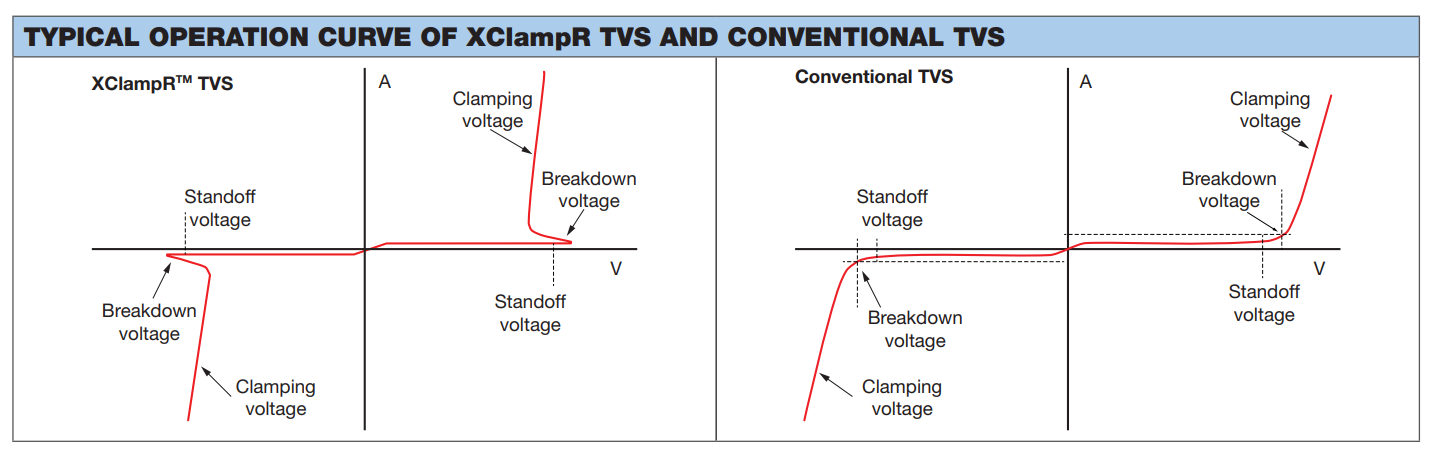 TYPICAL OPERATION CURVE OF XClampR TVS AND CONVENTIONAL TVS
XClampR™ TVS
A
Clamping
voltage
Breakdown
voltage
Standoff
voltage
V
Standoff
voltage
Breakdown
voltage
Clamping
voltage
Conventional TVS
A
Clamping
voltage
Breakdown
voltage
Standoff
voltage
V
Standoff
voltage
Breakdown
voltage
Clamping
voltage